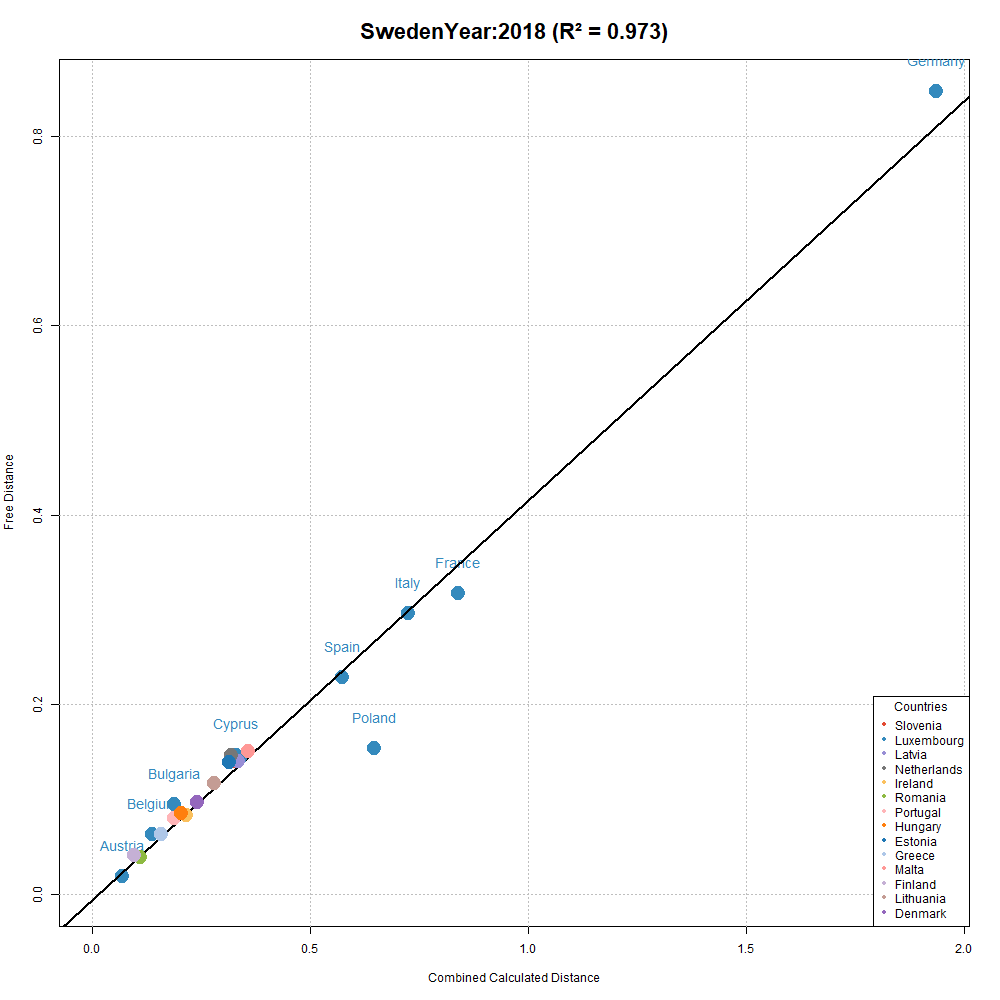 SwedenYear:2018 (R² = 0.973)
Germany
0.8
0.6
Free Distance
0.4
France
Italy
Spain
0.2
Poland
Cyprus
Bulgaria
Belgium
Austria
0.0
Countries
Slovenia
Luxembourg
Latvia
Netherlands
Ireland
Romania
Portugal
Hungary
Estonia
Greece
Malta
Finland
Lithuania
Denmark
0.0 0.5 1.0 1.5 2.0
Combined Calculated Distance